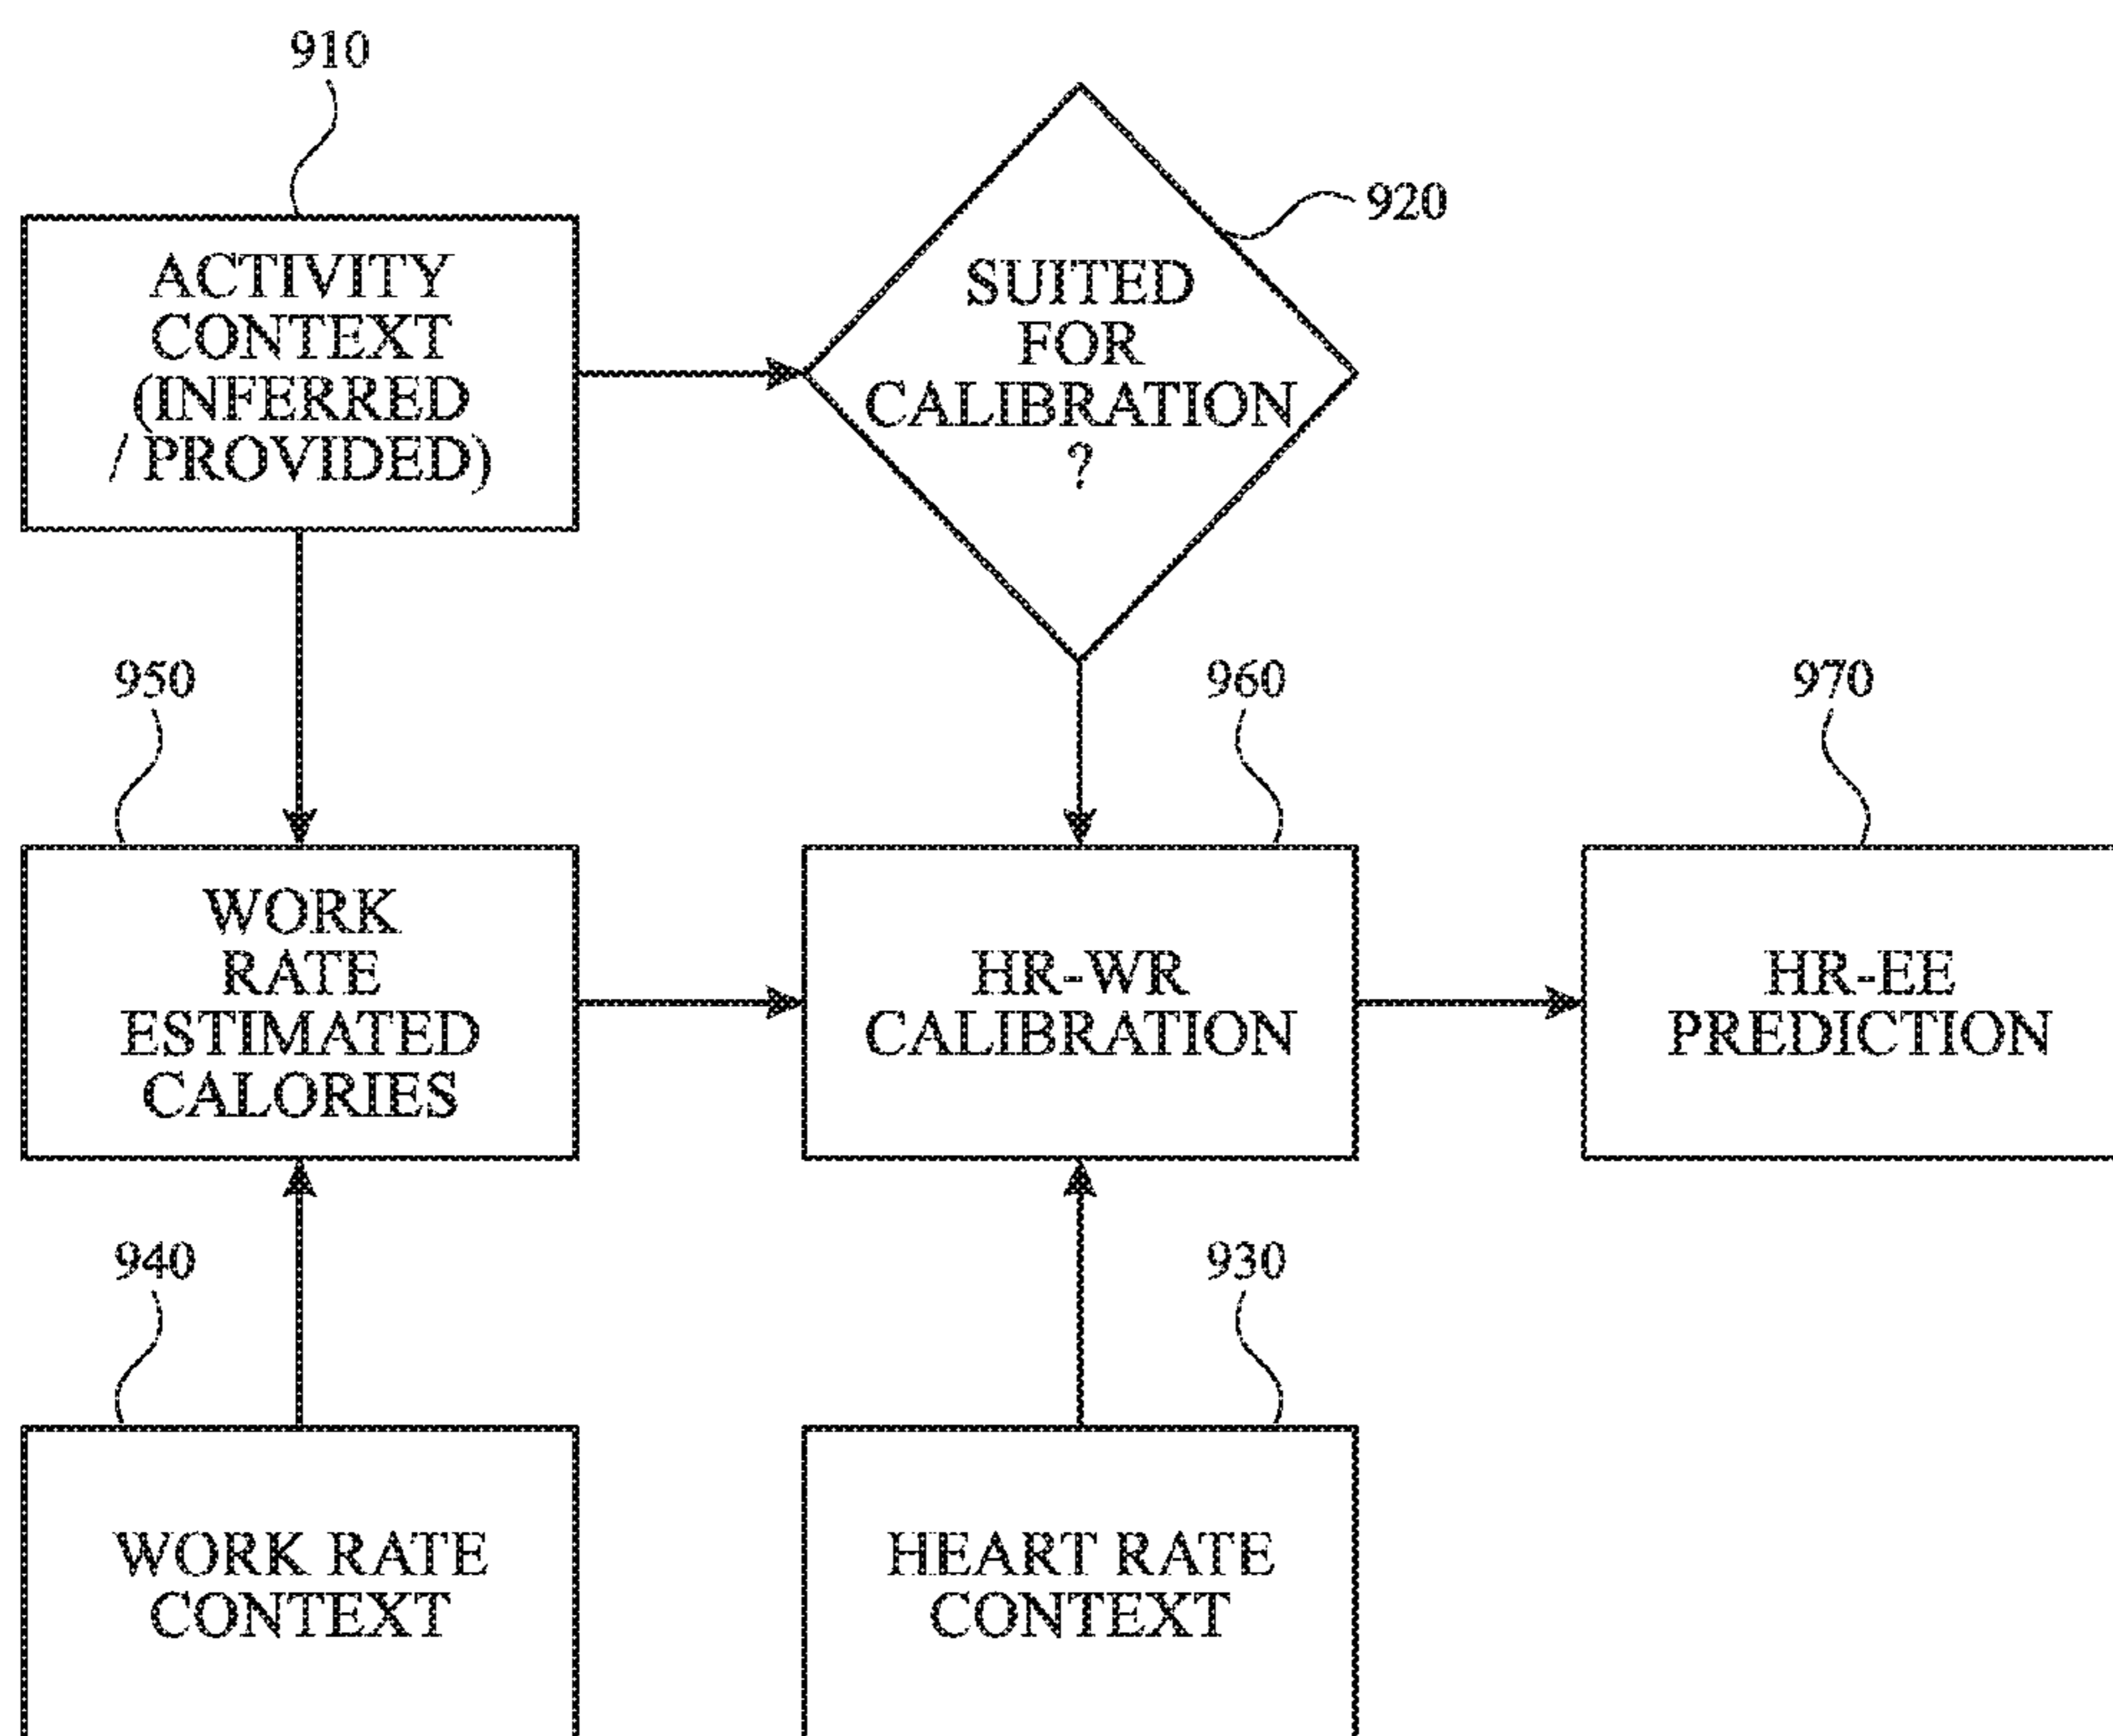 910
920
ACTIVITY
CONTEXT
(INFERRED
/ PROVIDED)
SUITED
FOR
CALIBRATION
?
950
960
970
WORK
RATE
ESTIMATED
CALORIES
HR-WR
CALIBRATION
HR-EE
PREDICTION
940
930
WORK RATE
CONTEXT
HEART RATE
CONTEXT